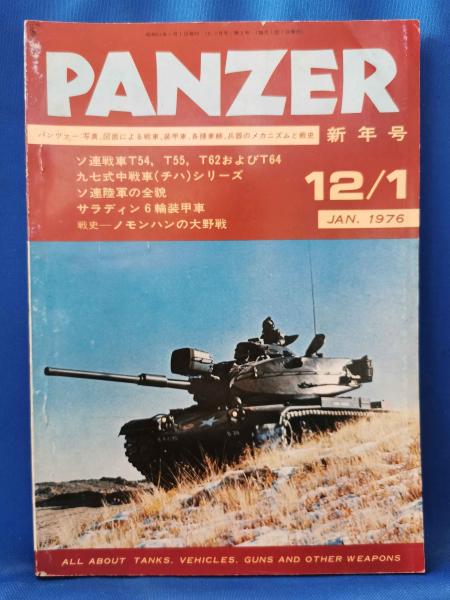 PANZER
パンツァー/写真、図面による戦車、装甲車、各種車輛、兵器のメカニズムと戦史
新年号
ソ連戦車T54, T55, T62およびT64
九七式中戦車(チハ)シリーズ
ソ連陸軍の全貌
サラディン6輪装甲車
戦史—ノモンハンの大野戦
12/1
JAN. 1976
ALL ABOUT TANKS, VEHICLES, GUNS AND OTHER WEAPONS